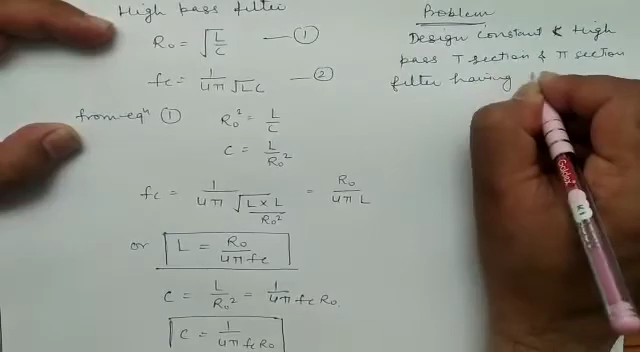 High pass filter
R₀ = √(L/C) — ①
fc = 1/(4π√LC) — ②
from eqⁿ ① R₀² = L/C
C = L/R₀²
fc = 1/(4π√(L × L/R₀²)) = R₀/(4πL)
or L = R₀/(4πfc)
C = L/R₀² = 1/(4πfcR₀)
C = 1/(4πfcR₀)
Problem
Design constant K High
pass T section & π section
filter having
Goldex